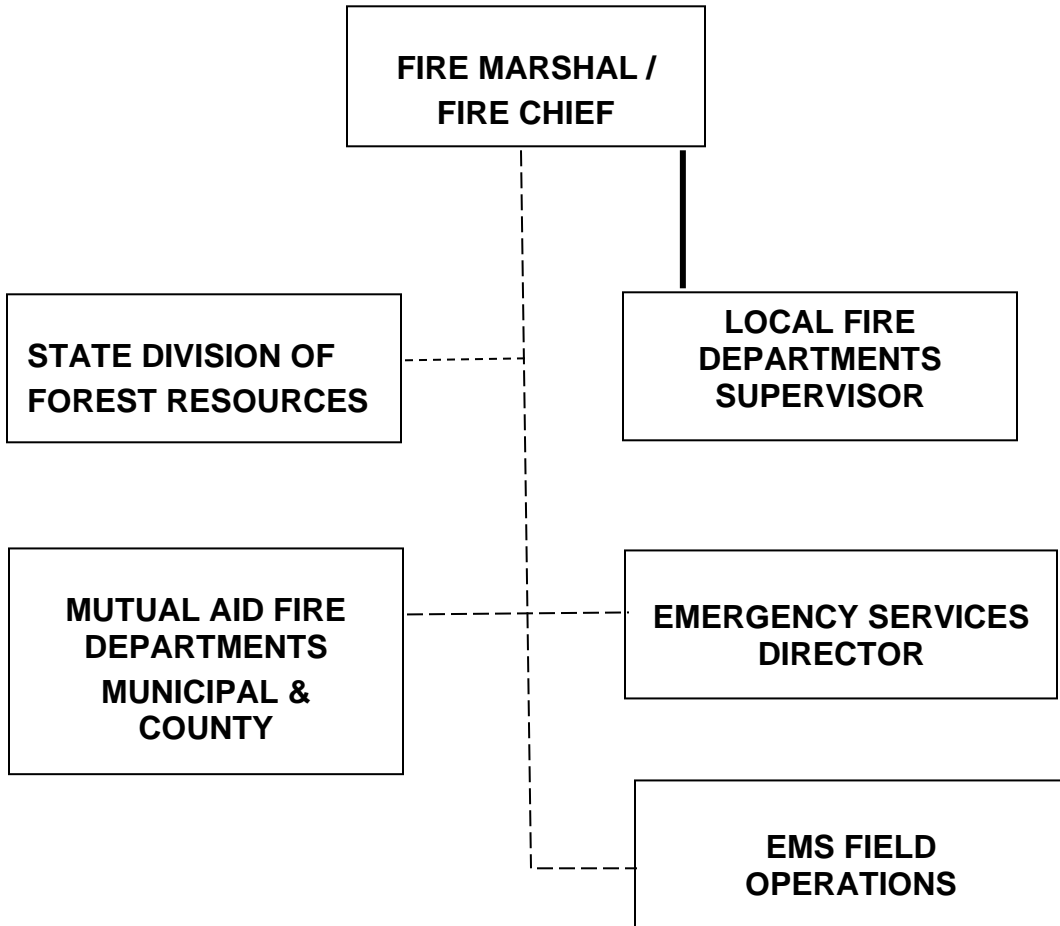 FIRE MARSHAL /
FIRE CHIEF
STATE DIVISION OF
FOREST RESOURCES
LOCAL FIRE
DEPARTMENTS
SUPERVISOR
MUTUAL AID FIRE
DEPARTMENTS
MUNICIPAL &
COUNTY
EMERGENCY SERVICES
DIRECTOR
EMS FIELD
OPERATIONS